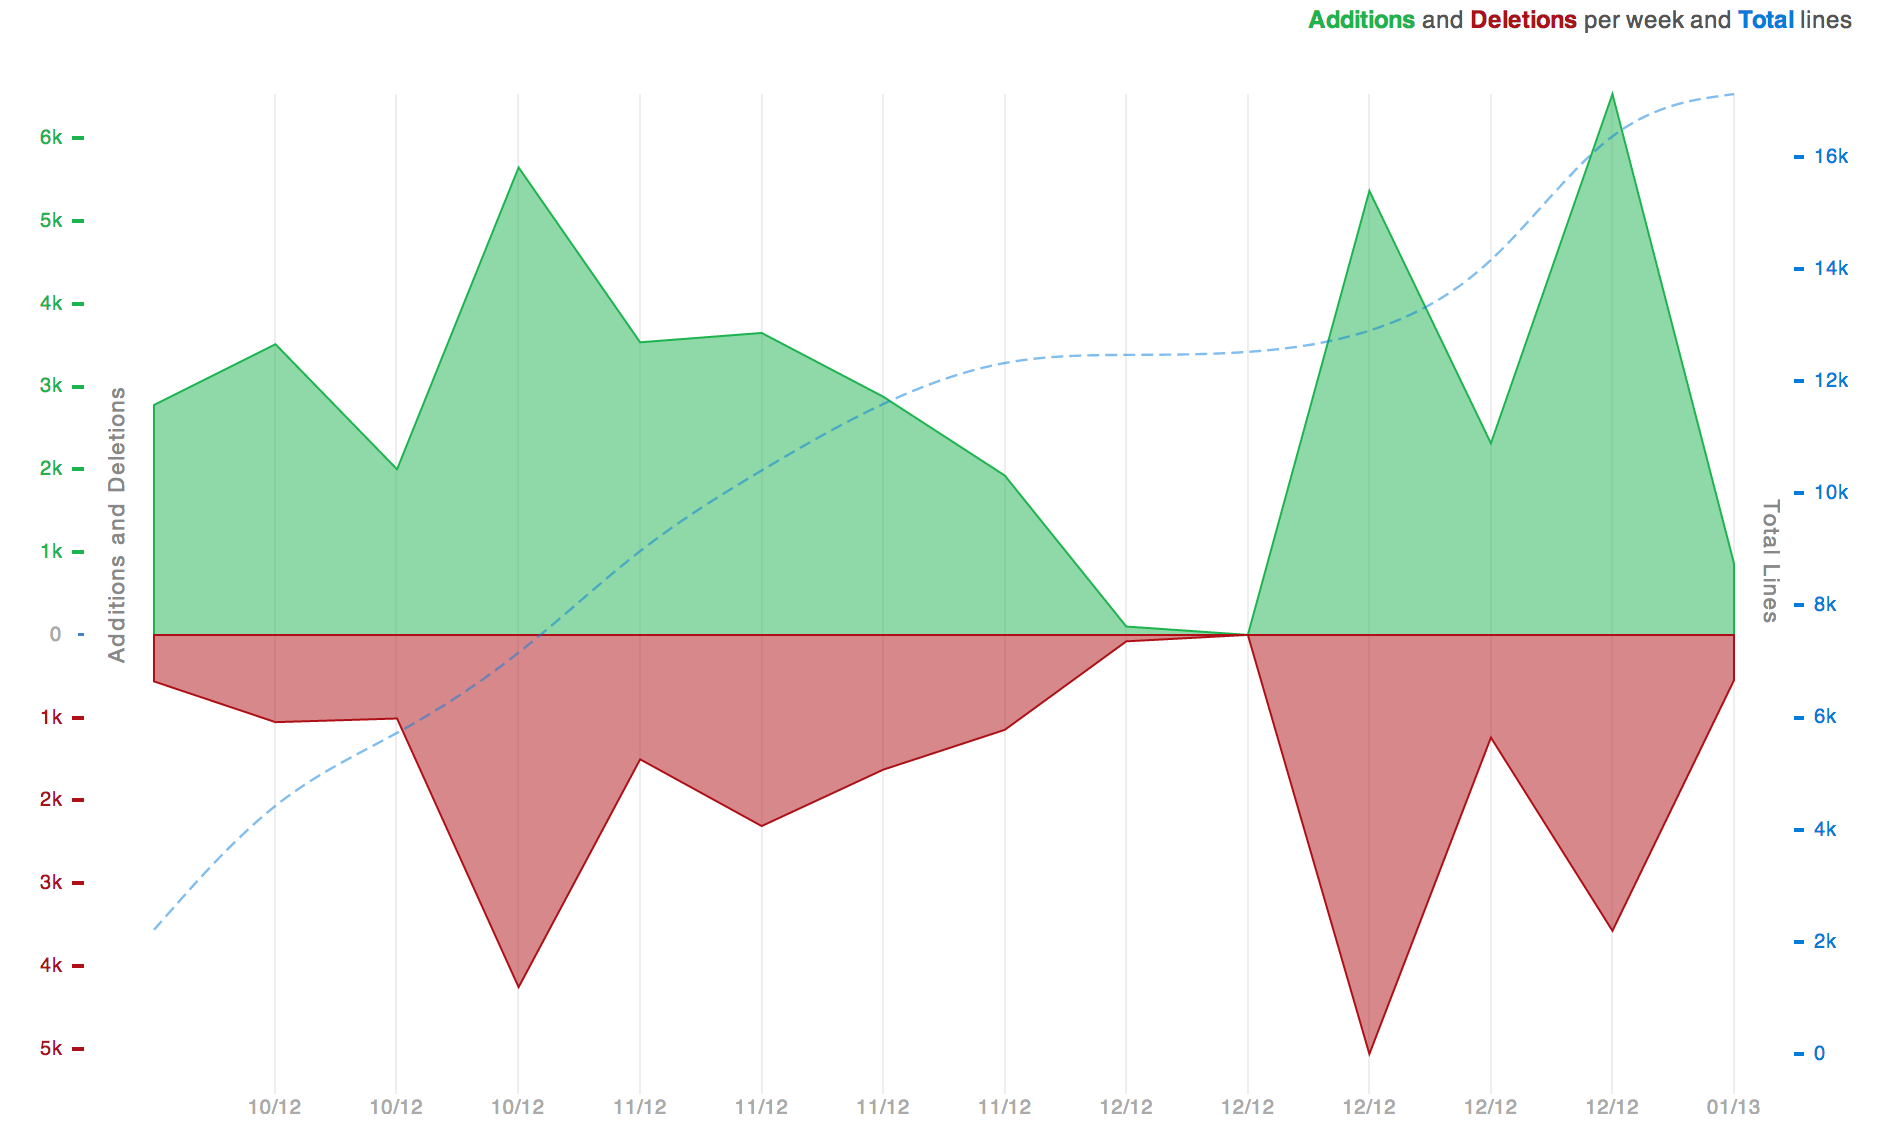 Additions and Deletions per week and Total lines
6k
5k
4k
3k
2k
1k
0
1k
2k
3k
4k
5k
Additions and Deletions
16k
14k
12k
10k
8k
6k
4k
2k
0
Total Lines
10/12 10/12 10/12 11/12 11/12 11/12 11/12 12/12 12/12 12/12 12/12 12/12 01/13